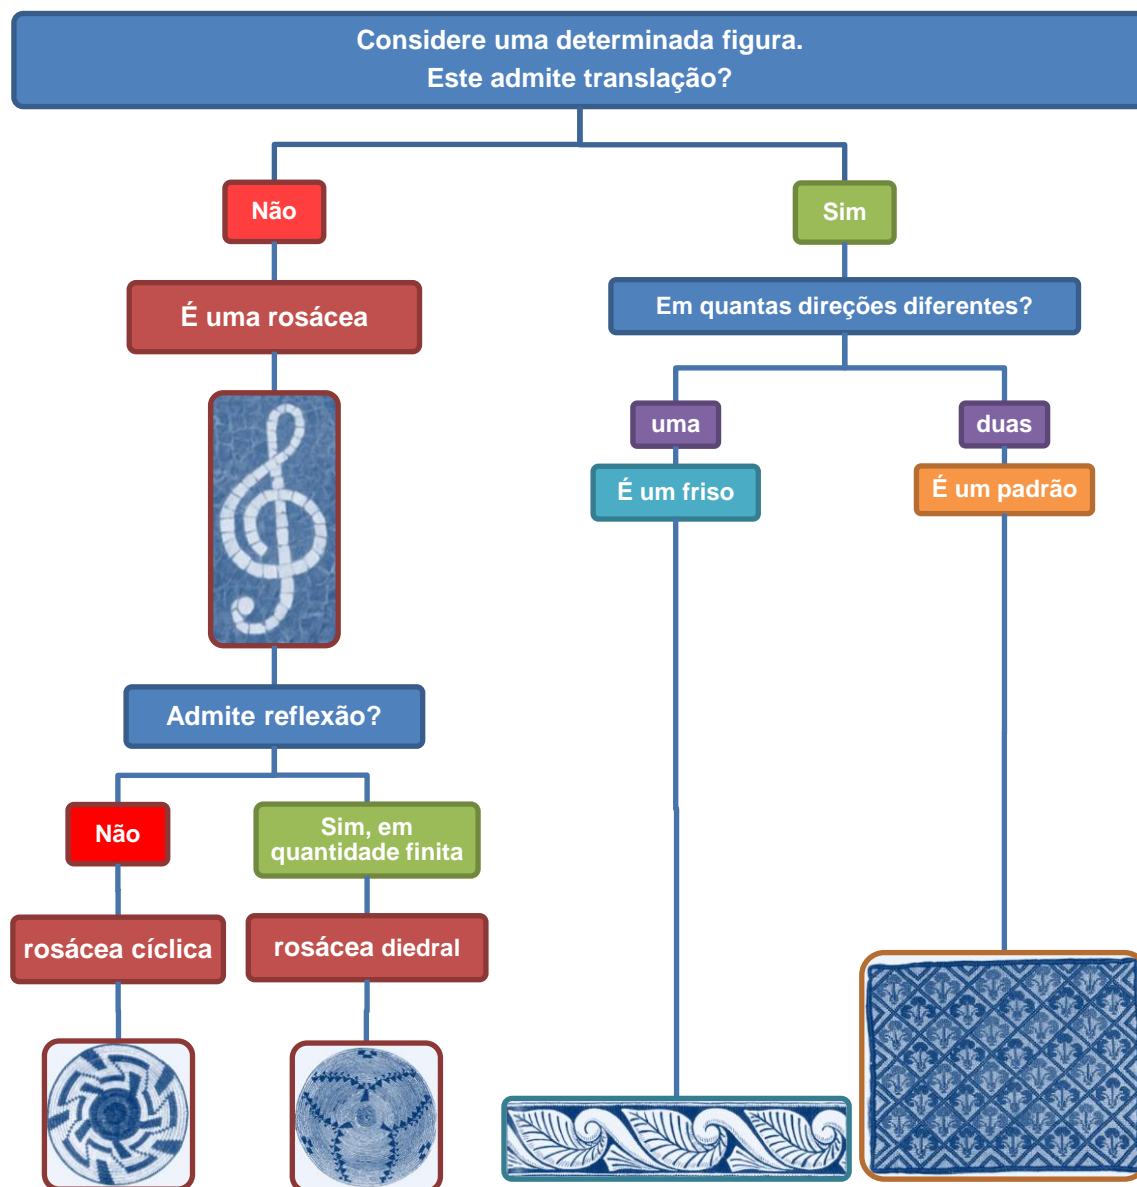 Considere uma determinada figura.
Este admite translação?
Não
Sim
É uma rosácea
Em quantas direções diferentes?
uma
duas
É um friso
É um padrão
Admite reflexão?
Não
Sim, em
quantidade finita
rosácea cíclica
rosácea diedral